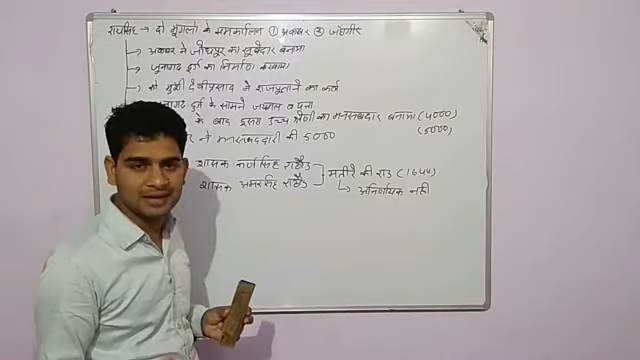 रायसिंह → दो मुगलो के समकालिन ① अकबर ② जहाँगीर
→ अकबर ने जोधपुर का सूबेदार बनाया
→ जुनागढ दुर्ग का निर्माण करवाया
मुंशी देवीप्रसाद ने राजपुताने का कर्ण
दुर्ग के सामने जयमल व पता
के बाद दुसरा उच्च श्रेणी का मनसबदार बनाया (4000)
ने मनसबदारी की 5000 (5000)
शासक कर्णसिंह राठौड़
मतीरे की राड (1644)
शासक अमरसिंह राठौड़
↳ अनिर्णायक नही